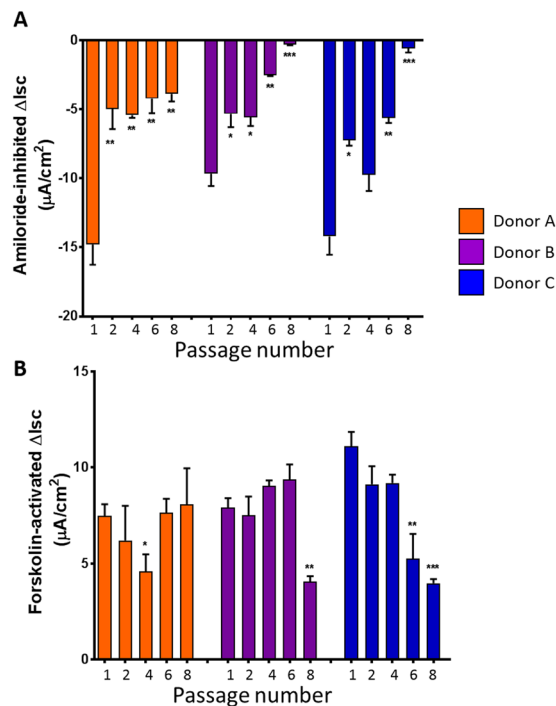 A
Amiloride-inhibited ΔIsc
(µA/cm²)
0
-5
-10
-15
-20
** ** ** **
* * ** ***
* ** ***
1 2 4 6 8 1 2 4 6 8 1 2 4 6 8
Passage number
Donor A
Donor B
Donor C
B
Forskolin-activated ΔIsc
(µA/cm²)
15
10
5
0
*
**
** ***
1 2 4 6 8 1 2 4 6 8 1 2 4 6 8
Passage number